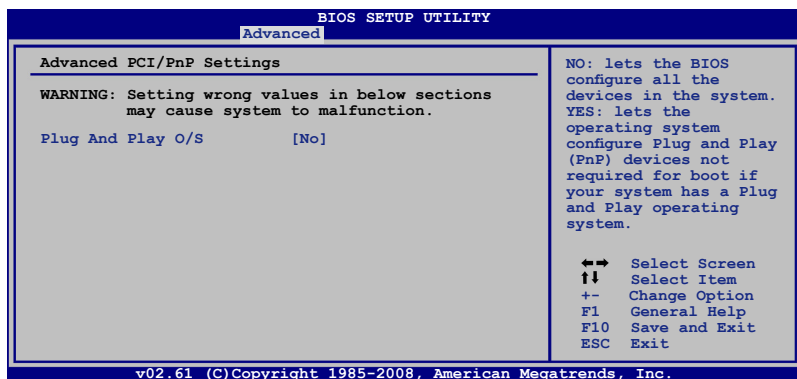 BIOS SETUP UTILITY
Advanced
Advanced PCI/PnP Settings
WARNING: Setting wrong values in below sections
may cause system to malfunction.
Plug And Play O/S [No]
NO: lets the BIOS
configure all the
devices in the system.
YES: lets the
operating system
configure Plug and Play
(PnP) devices not
required for boot if
your system has a Plug
and Play operating
system.
←→ Select Screen
↑↓ Select Item
+- Change Option
F1 General Help
F10 Save and Exit
ESC Exit
v02.61 (C)Copyright 1985-2008, American Megatrends, Inc.